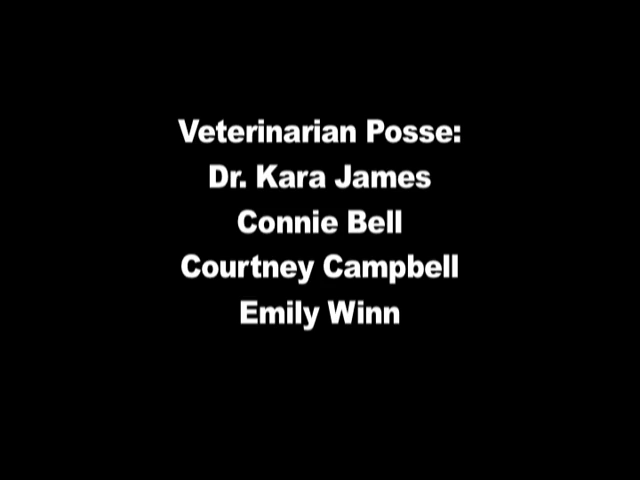 Veterinarian Posse:
Dr. Kara James
Connie Bell
Courtney Campbell
Emily Winn